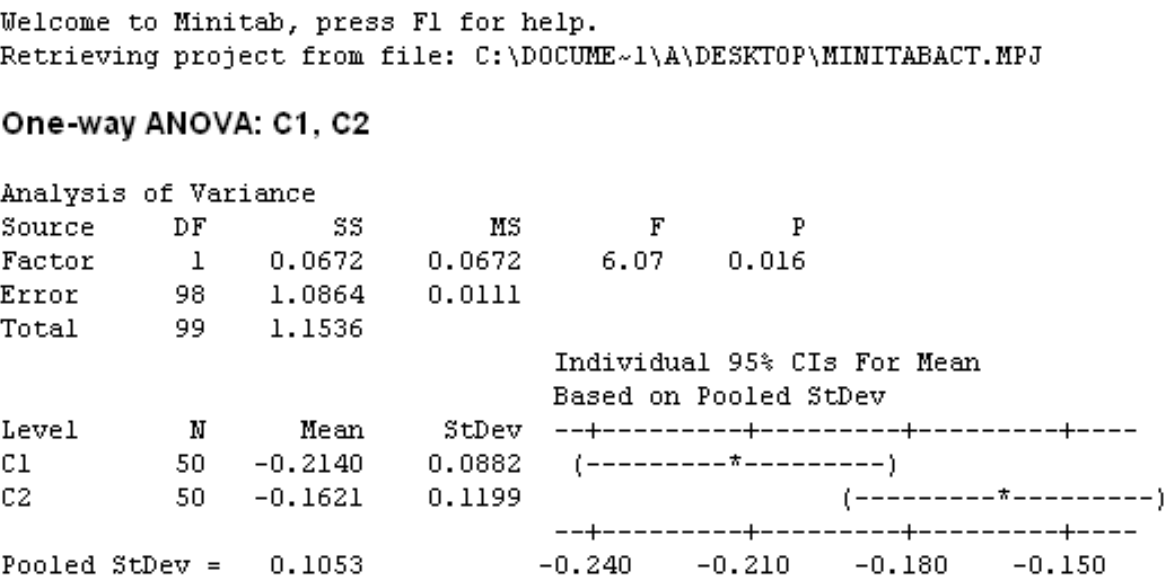 Welcome to Minitab, press F1 for help.
Retrieving project from file: C:\DOCUME~1\A\DESKTOP\MINITABACT.MPJ
One-way ANOVA: C1, C2
Analysis of Variance
Source     DF        SS        MS        F        P
Factor      1    0.0672    0.0672     6.07    0.016
Error      98    1.0864    0.0111
Total      99    1.1536
                                   Individual 95% CIs For Mean
                                   Based on Pooled StDev
Level       N      Mean     StDev  --+---------+---------+---------+----
C1         50   -0.2140    0.0882   (---------*---------)
C2         50   -0.1621    0.1199                    (---------*---------)
                                   --+---------+---------+---------+----
Pooled StDev =   0.1053          -0.240    -0.210    -0.180    -0.150